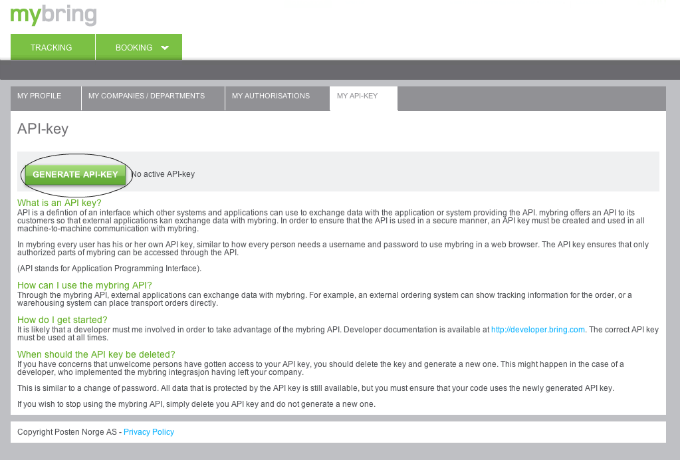 mybring
TRACKING
BOOKING
MY PROFILE
MY COMPANIES / DEPARTMENTS
MY AUTHORISATIONS
MY API-KEY
API-key
GENERATE API-KEY
No active API-key
What is an API key?
API is a defintion of an interface which other systems and applications can use to exchange data with the application or system providing the API. mybring offers an API to its
customers so that external applications kan exchange data with mybring. In order to ensure that the API is used in a secure manner, an API key must be created and used in all
machine-to-machine communication with mybring.
In mybring every user has his or her own API key, similar to how every person needs a username and password to use mybring in a web browser. The API key ensures that only
authorized parts of mybring can be accessed through the API.
(API stands for Application Programming Interface).
How can I use the mybring API?
Through the mybring API, external applications can exchange data with mybring. For example, an external ordering system can show tracking information for the order, or a
warehousing system can place transport orders directly.
How do I get started?
It is likely that a developer must me involved in order to take advantage of the mybring API. Developer documentation is available at http://developer.bring.com. The correct API key
must be used at all times.
When should the API key be deleted?
If you have concerns that unwelcome persons have gotten access to your API key, you should delete the key and generate a new one. This might happen in the case of a
developer, who implemented the mybring integrasjon having left your company.
This is similar to a change of password. All data that is protected by the API key is still available, but you must ensure that your code uses the newly generated API key.
If you wish to stop using the mybring API, simply delete you API key and do not generate a new one.
Copyright Posten Norge AS - Privacy Policy